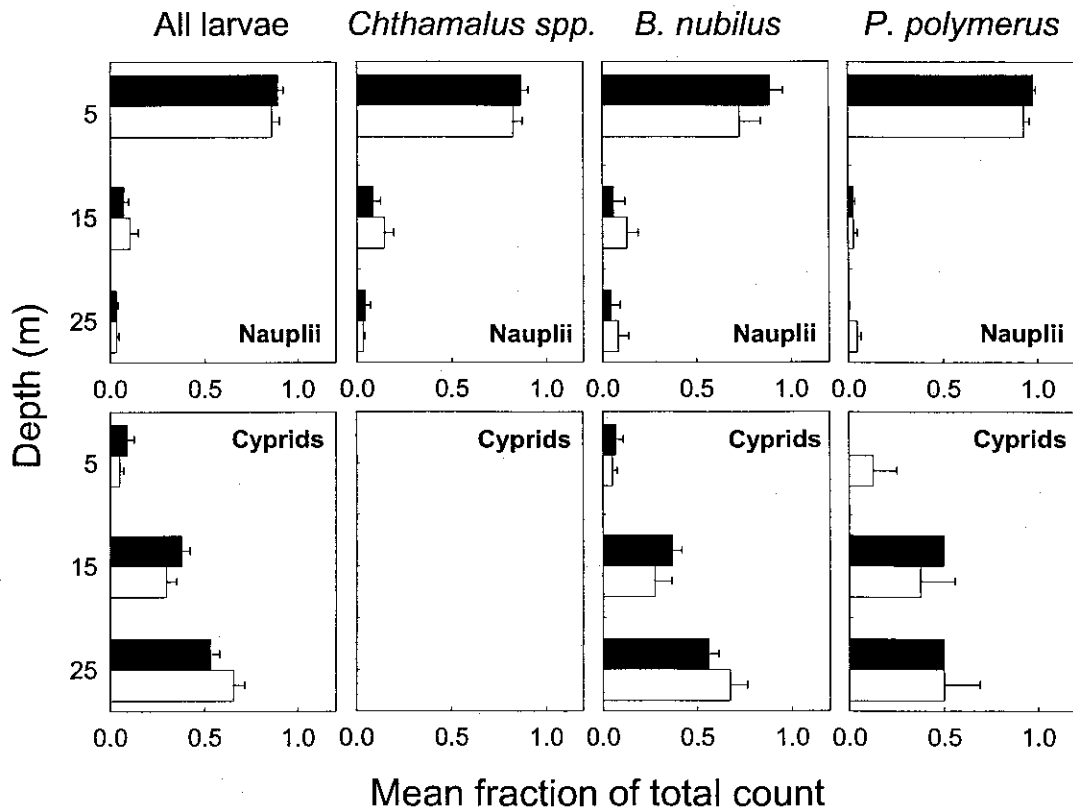 All larvae Chthamalus spp. B. nubilus P. polymerus
5
15
25
Nauplii Nauplii Nauplii Nauplii
0.0 0.5 1.0 0.0 0.5 1.0 0.0 0.5 1.0 0.0 0.5 1.0
Depth (m)
Cyprids Cyprids Cyprids Cyprids
5
15
25
0.0 0.5 1.0 0.0 0.5 1.0 0.0 0.5 1.0 0.0 0.5 1.0
Mean fraction of total count